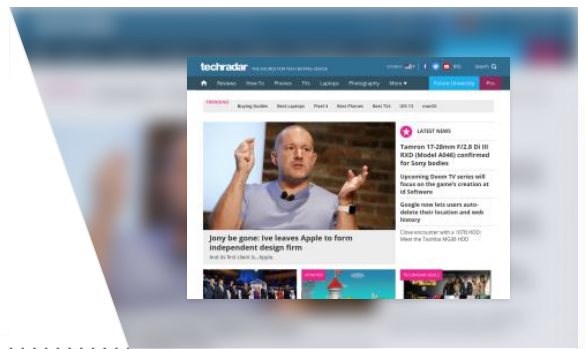 techradar THE SOURCE FOR TECH BUYING ADVICE
RSS Search
Reviews How To Phones TVs Laptops Photography More Future University Pro
TRENDING Buying Guides Best Laptops Pixel 4 Best Phones Best TVs iOS 13 macOS
LATEST NEWS
Tamron 17-28mm F/2.8 Di III
RXD (Model A046) confirmed
for Sony bodies
Upcoming Doom TV series will
focus on the game's creation at
id Software
Google now lets users auto-
delete their location and web
history
Close encounter with a 16TB HDD:
Meet the Toshiba MG08 HDD
Jony be gone: Ive leaves Apple to form
independent design firm
And its first client is...Apple.
UPDATED